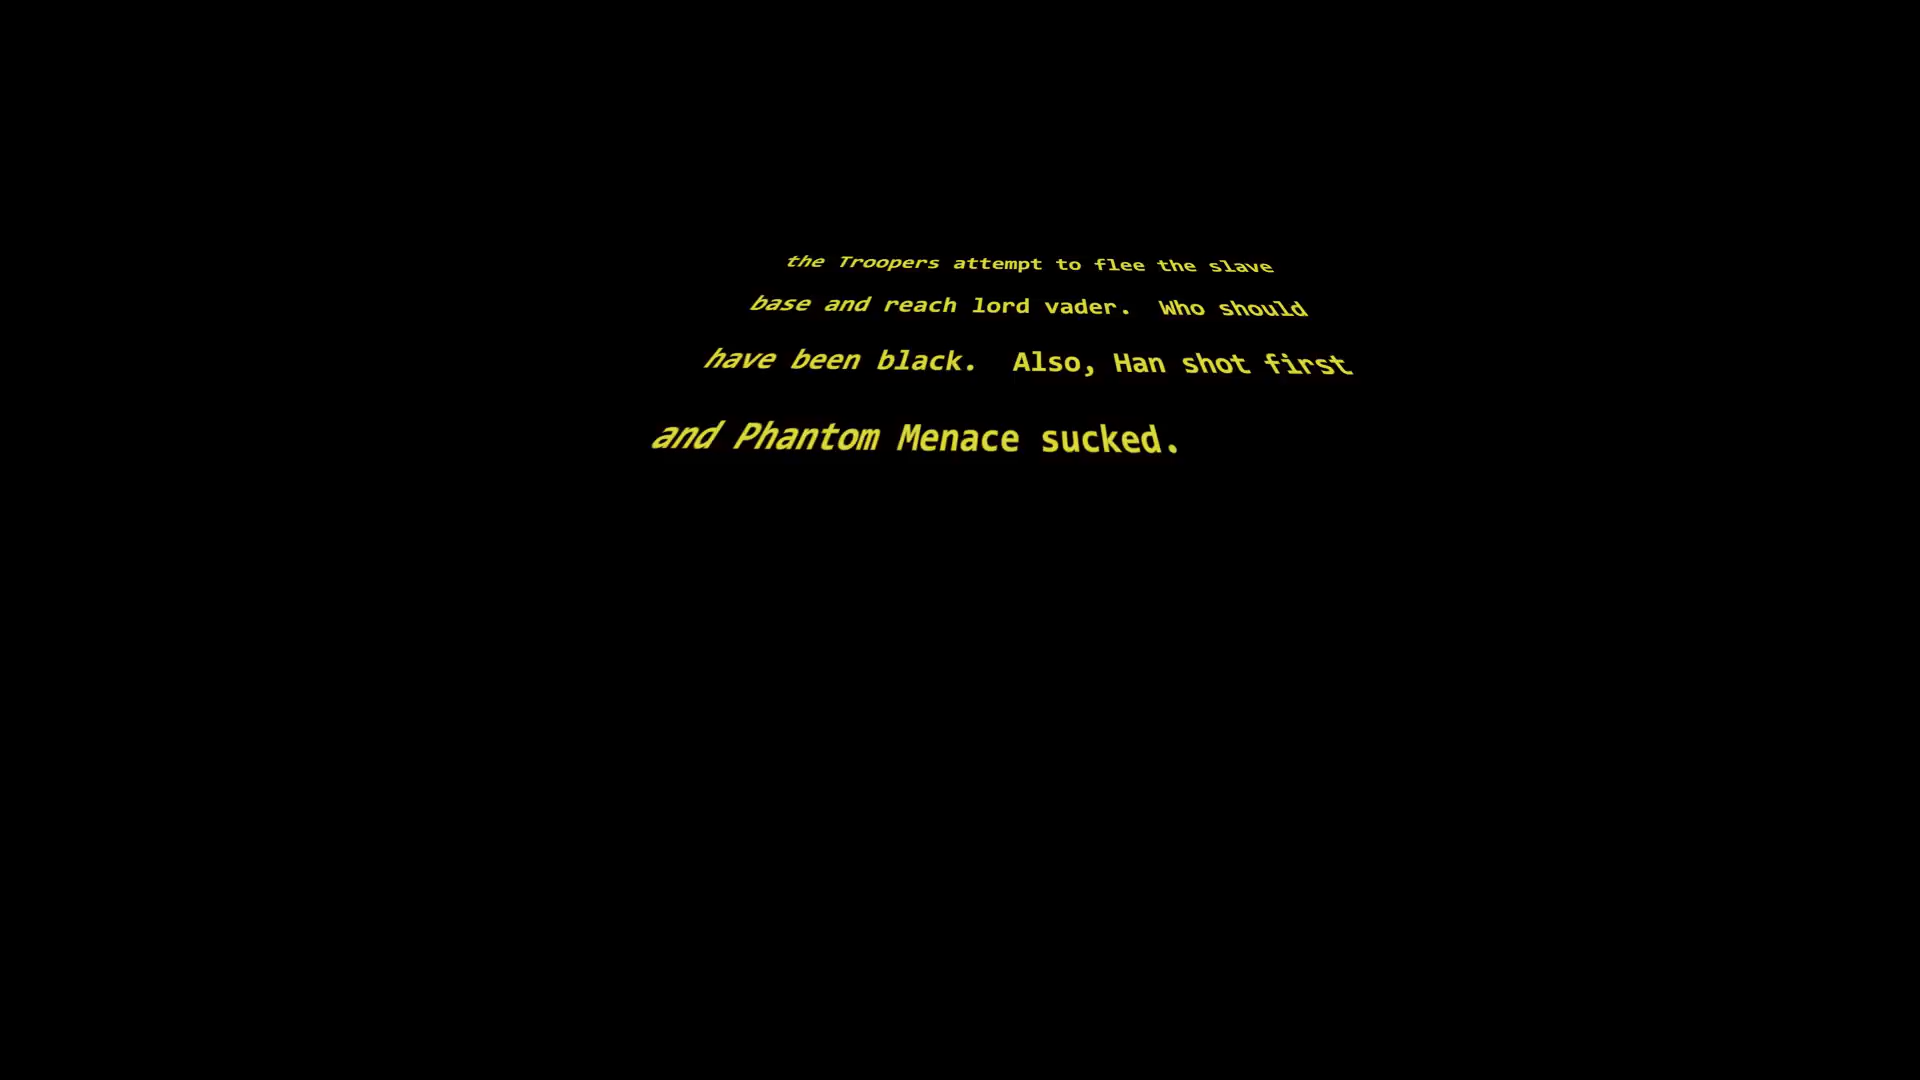 the Troopers attempt to flee the slave
base and reach lord vader.  Who should
have been black.  Also, Han shot first
and Phantom Menace sucked.